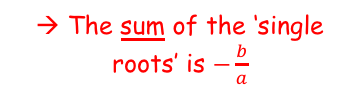 → The sum of the ‘single
roots’ is −b/a